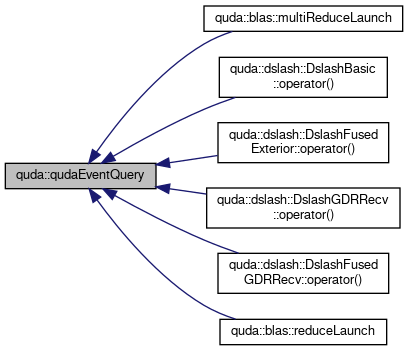 quda::blas::multiReduceLaunch
quda::dslash::DslashBasic
::operator()
quda::dslash::DslashFused
Exterior::operator()
quda::qudaEventQuery
quda::dslash::DslashGDRRecv
::operator()
quda::dslash::DslashFused
GDRRecv::operator()
quda::blas::reduceLaunch